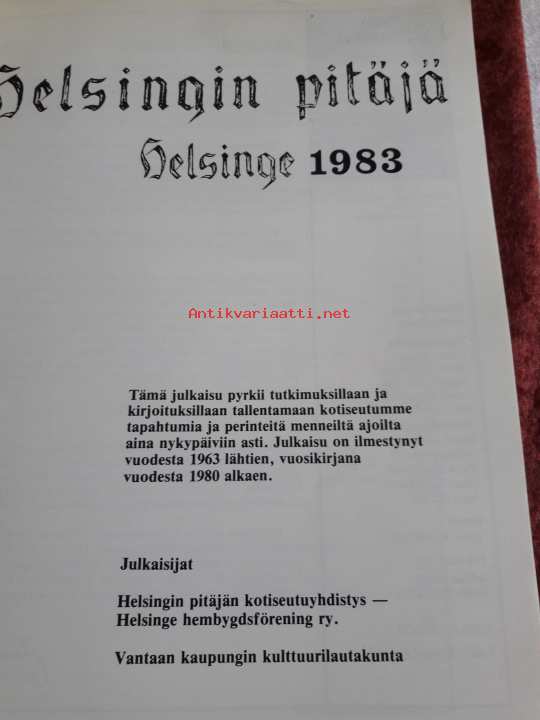 Helsingin pitäjä
Helsinge 1983
Antikvariaatti.net
Tämä julkaisu pyrkii tutkimuksillaan ja
kirjoituksillaan tallentamaan kotiseutumme
tapahtumia ja perinteitä menneiltä ajoilta
aina nykypäiviin asti. Julkaisu on ilmestynyt
vuodesta 1963 lähtien, vuosikirjana
vuodesta 1980 alkaen.
Julkaisijat
Helsingin pitäjän kotiseutuyhdistys —
Helsinge hembygdsförening ry.
Vantaan kaupungin kulttuurilautakunta